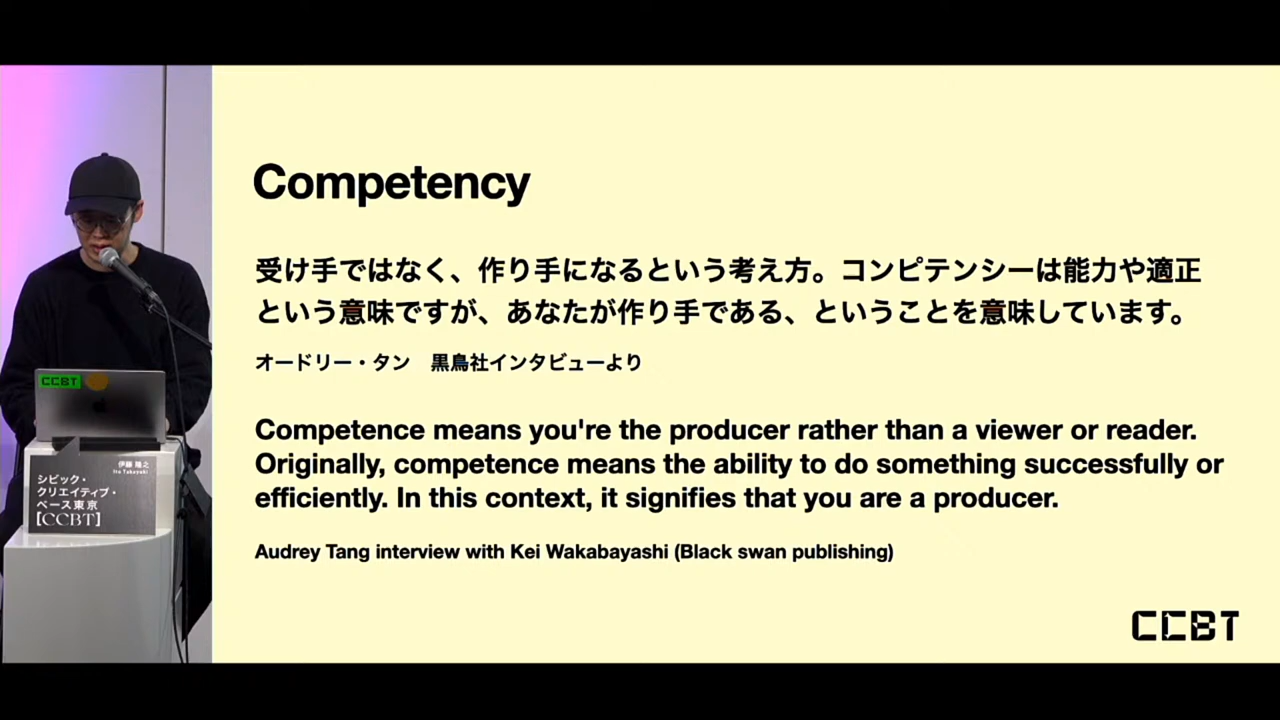 Competency
受け手ではなく、作り手になるという考え方。コンピテンシーは能力や適正
という意味ですが、あなたが作り手である、ということを意味しています。
オードリー・タン　黒鳥社インタビューより
Competence means you're the producer rather than a viewer or reader.
Originally, competence means the ability to do something successfully or
efficiently. In this context, it signifies that you are a producer.
Audrey Tang interview with Kei Wakabayashi (Black swan publishing)
CCBT
CCBT
伊藤 隆之
Ito Takayuki
シビック・
クリエイティブ・
ベース東京
[CCBT]